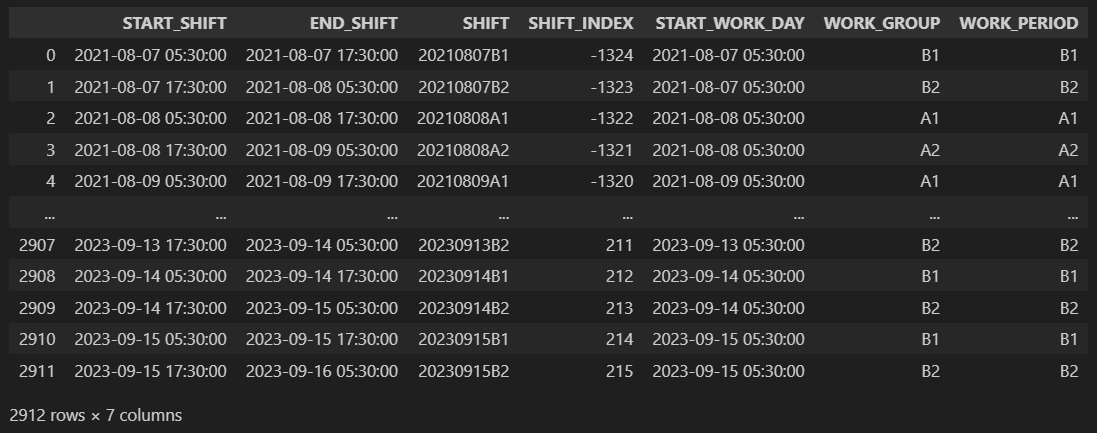 START_SHIFT END_SHIFT SHIFT SHIFT_INDEX START_WORK_DAY WORK_GROUP WORK_PERIOD
0 2021-08-07 05:30:00 2021-08-07 17:30:00 20210807B1 -1324 2021-08-07 05:30:00 B1 B1
1 2021-08-07 17:30:00 2021-08-08 05:30:00 20210807B2 -1323 2021-08-07 05:30:00 B2 B2
2 2021-08-08 05:30:00 2021-08-08 17:30:00 20210808A1 -1322 2021-08-08 05:30:00 A1 A1
3 2021-08-08 17:30:00 2021-08-09 05:30:00 20210808A2 -1321 2021-08-08 05:30:00 A2 A2
4 2021-08-09 05:30:00 2021-08-09 17:30:00 20210809A1 -1320 2021-08-09 05:30:00 A1 A1
... ... ... ... ... ... ... ...
2907 2023-09-13 17:30:00 2023-09-14 05:30:00 20230913B2 211 2023-09-13 05:30:00 B2 B2
2908 2023-09-14 05:30:00 2023-09-14 17:30:00 20230914B1 212 2023-09-14 05:30:00 B1 B1
2909 2023-09-14 17:30:00 2023-09-15 05:30:00 20230914B2 213 2023-09-14 05:30:00 B2 B2
2910 2023-09-15 05:30:00 2023-09-15 17:30:00 20230915B1 214 2023-09-15 05:30:00 B1 B1
2911 2023-09-15 17:30:00 2023-09-16 05:30:00 20230915B2 215 2023-09-15 05:30:00 B2 B2
2912 rows × 7 columns